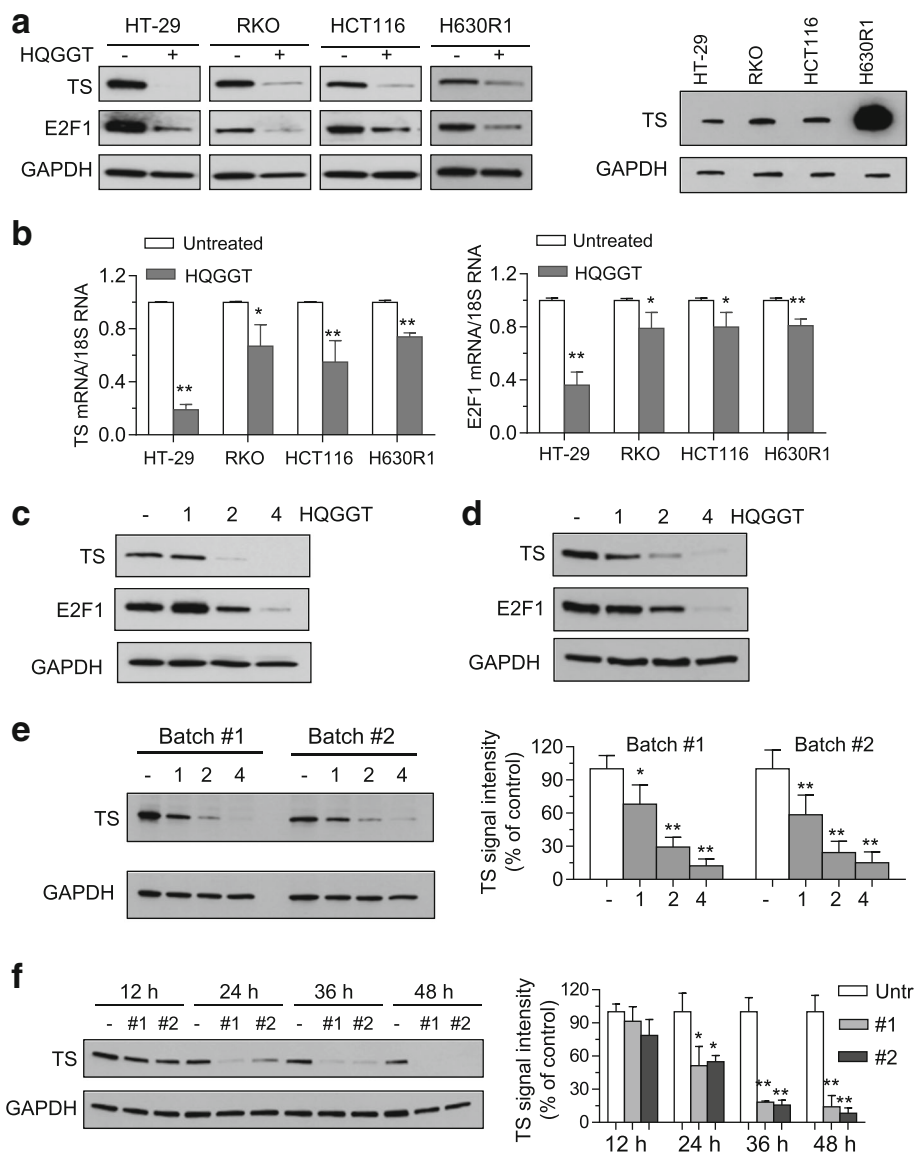 a
HT-29 RKO HCT116 H630R1
HQGGT - + - + - + - +
TS
E2F1
GAPDH
HT-29 RKO HCT116 H630R1
TS
GAPDH
b
Untreated
HQGGT
TS mRNA/18S RNA
1.2
0.8
0.4
0.0
* ** ** **
HT-29 RKO HCT116 H630R1
Untreated
HQGGT
E2F1 mRNA/18S RNA
1.2
0.8
0.4
0.0
* * ** **
HT-29 RKO HCT116 H630R1
c
- 1 2 4 HQGGT
TS
E2F1
GAPDH
d
- 1 2 4 HQGGT
TS
E2F1
GAPDH
e
Batch #1 Batch #2
- 1 2 4 - 1 2 4
TS
GAPDH
TS signal intensity
(% of control)
120
90
60
30
0
Batch #1 Batch #2
* ** ** ** ** **
- 1 2 4 - 1 2 4
f
12 h 24 h 36 h 48 h
- #1 #2 - #1 #2 - #1 #2 - #1 #2
TS
GAPDH
TS signal intensity
(% of control)
120
90
60
30
0
Untr
#1
#2
* * ** ** ** **
12 h 24 h 36 h 48 h